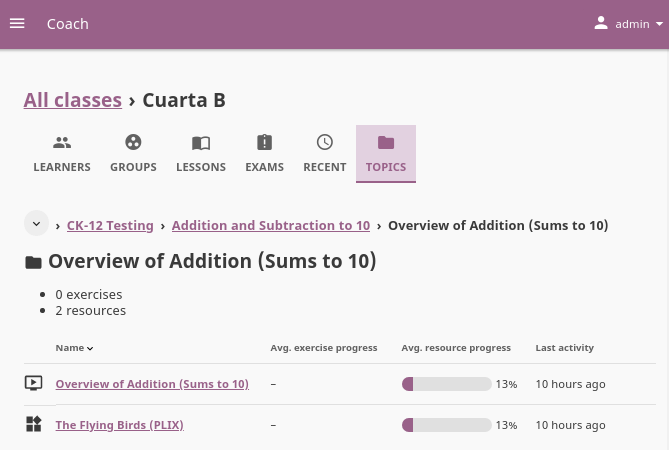 Coach
admin
All classes › Cuarta B
LEARNERS GROUPS LESSONS EXAMS RECENT TOPICS
› CK-12 Testing › Addition and Subtraction to 10 › Overview of Addition (Sums to 10)
Overview of Addition (Sums to 10)
• 0 exercises
• 2 resources
Name Avg. exercise progress Avg. resource progress Last activity
Overview of Addition (Sums to 10) – 13% 10 hours ago
The Flying Birds (PLIX) – 13% 10 hours ago